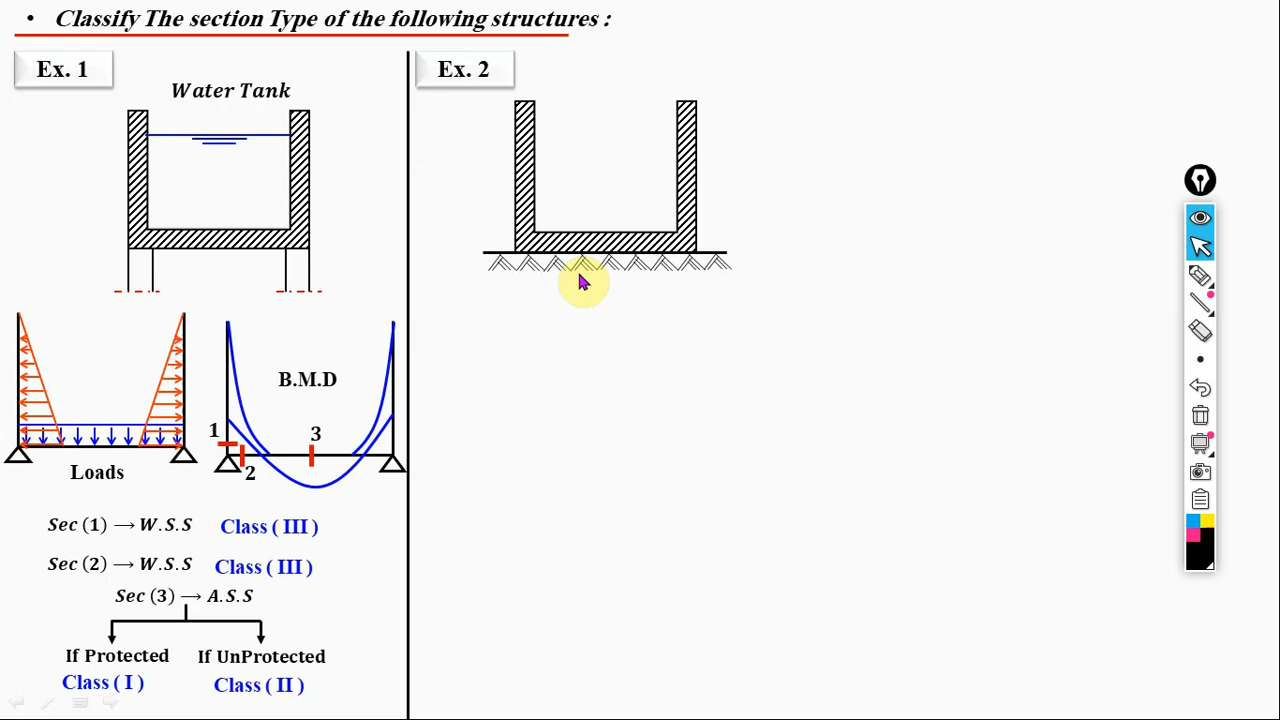 • Classify The section Type of the following structures :
Ex. 1
Water Tank
Loads
B.M.D
1
2
3
Sec (1) → W.S.S Class ( III )
Sec (2) → W.S.S Class ( III )
Sec (3) → A.S.S
If Protected If UnProtected
Class ( I ) Class ( II )
Ex. 2